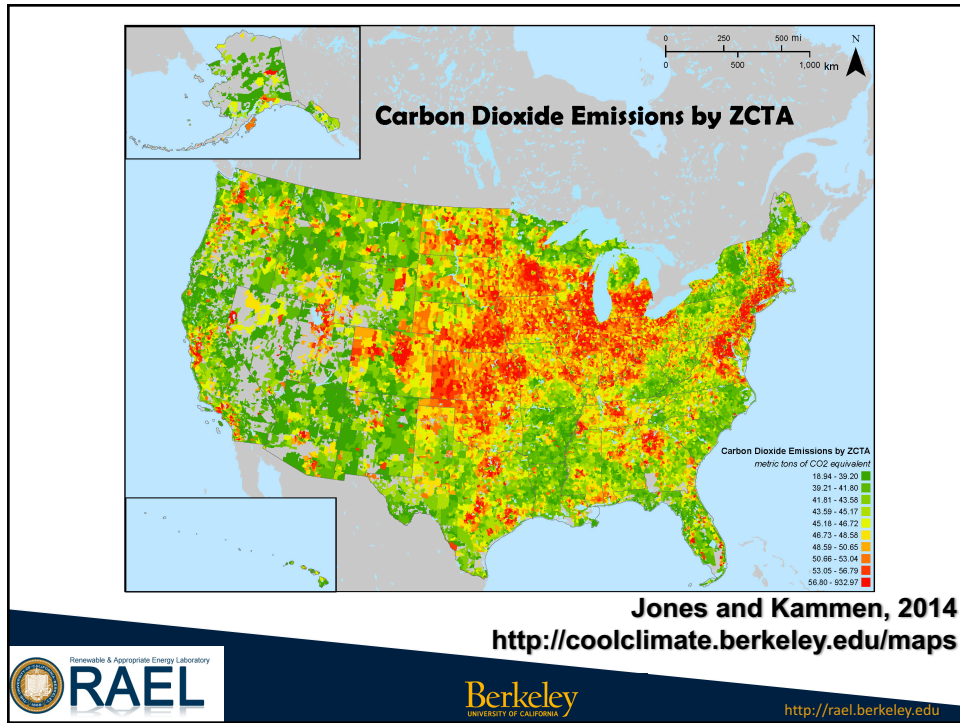 0 250 500 mi
0 500 1,000 km
N
Carbon Dioxide Emissions by ZCTA
Carbon Dioxide Emissions by ZCTA
metric tons of CO2 equivalent
18.94 - 39.20
39.21 - 41.80
41.81 - 43.58
43.59 - 45.17
45.18 - 46.72
46.73 - 48.58
48.59 - 50.65
50.66 - 53.04
53.05 - 56.79
56.80 - 932.97
Jones and Kammen, 2014
http://coolclimate.berkeley.edu/maps
Renewable & Appropriate Energy Laboratory
RAEL
Berkeley
UNIVERSITY OF CALIFORNIA
http://rael.berkeley.edu